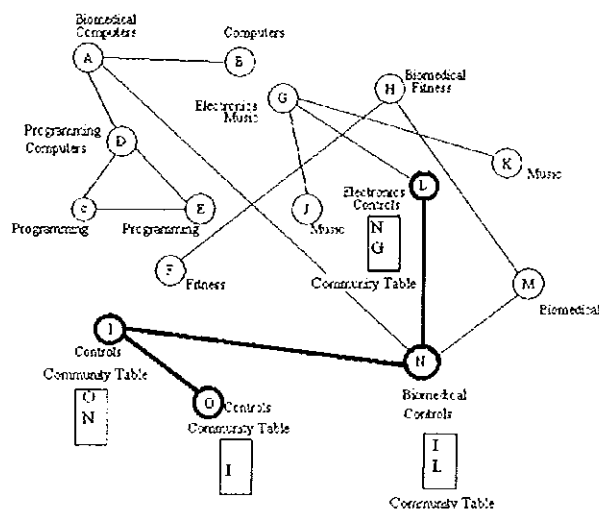 Biomedical
Computers
A
Computers
B
Electronics
Music
G
H
Biomedical
Fitness
Programming
Computers
D
K
Music
L
Electronics
Controls
N
G
Community Table
C
Programming
E
Programming
J
Music
F
Fitness
M
Biomedical
I
Controls
Community Table
O
N
O
Controls
Community Table
I
N
Biomedical
Controls
I
L
Community Table